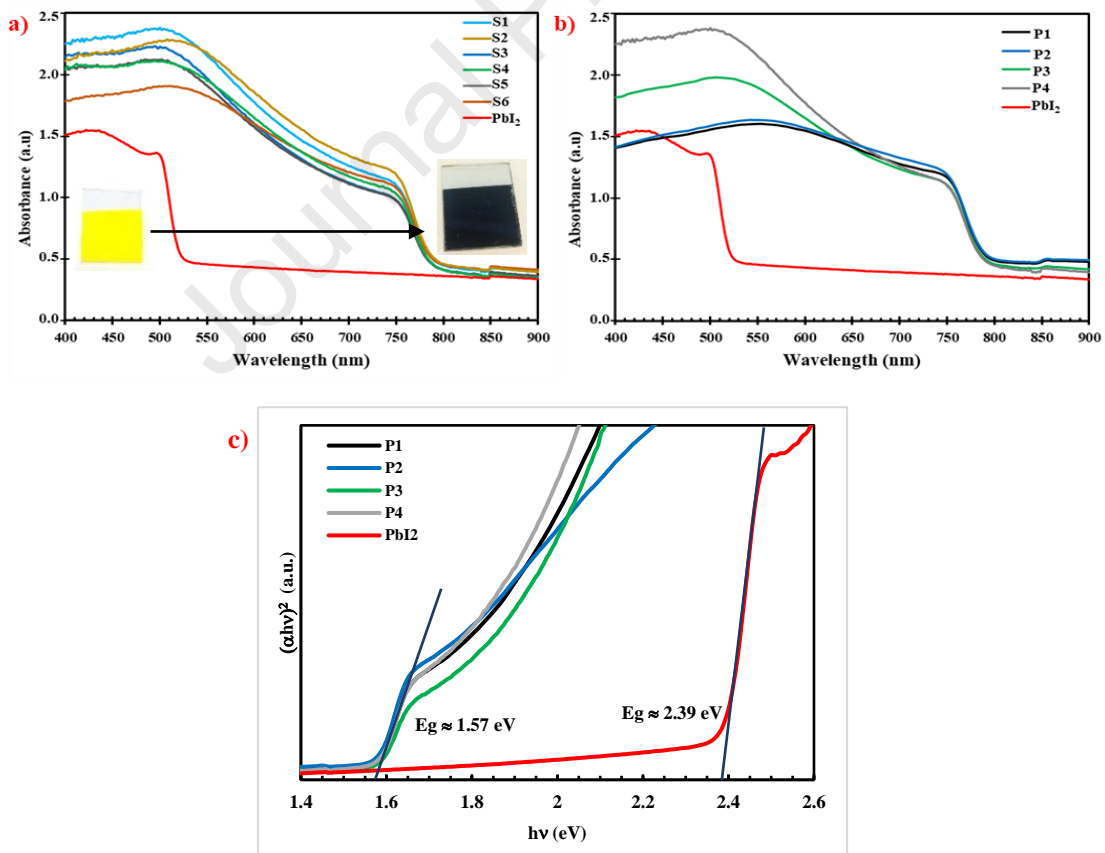 a)
2.5
2.0
1.5
1.0
0.5
0.0
Absorbance (a.u)
400 450 500 550 600 650 700 750 800 850 900
Wavelength (nm)
S1
S2
S3
S4
S5
S6
PbI₂
b)
2.5
2.0
1.5
1.0
0.5
0.0
Absorbance (a.u)
400 450 500 550 600 650 700 750 800 850 900
Wavelength (nm)
P1
P2
P3
P4
PbI₂
Journal P
c)
P1
P2
P3
P4
PbI2
(αhν)² (a.u.)
Eg ≈ 1.57 eV
Eg ≈ 2.39 eV
1.4 1.6 1.8 2 2.2 2.4 2.6
hν (eV)